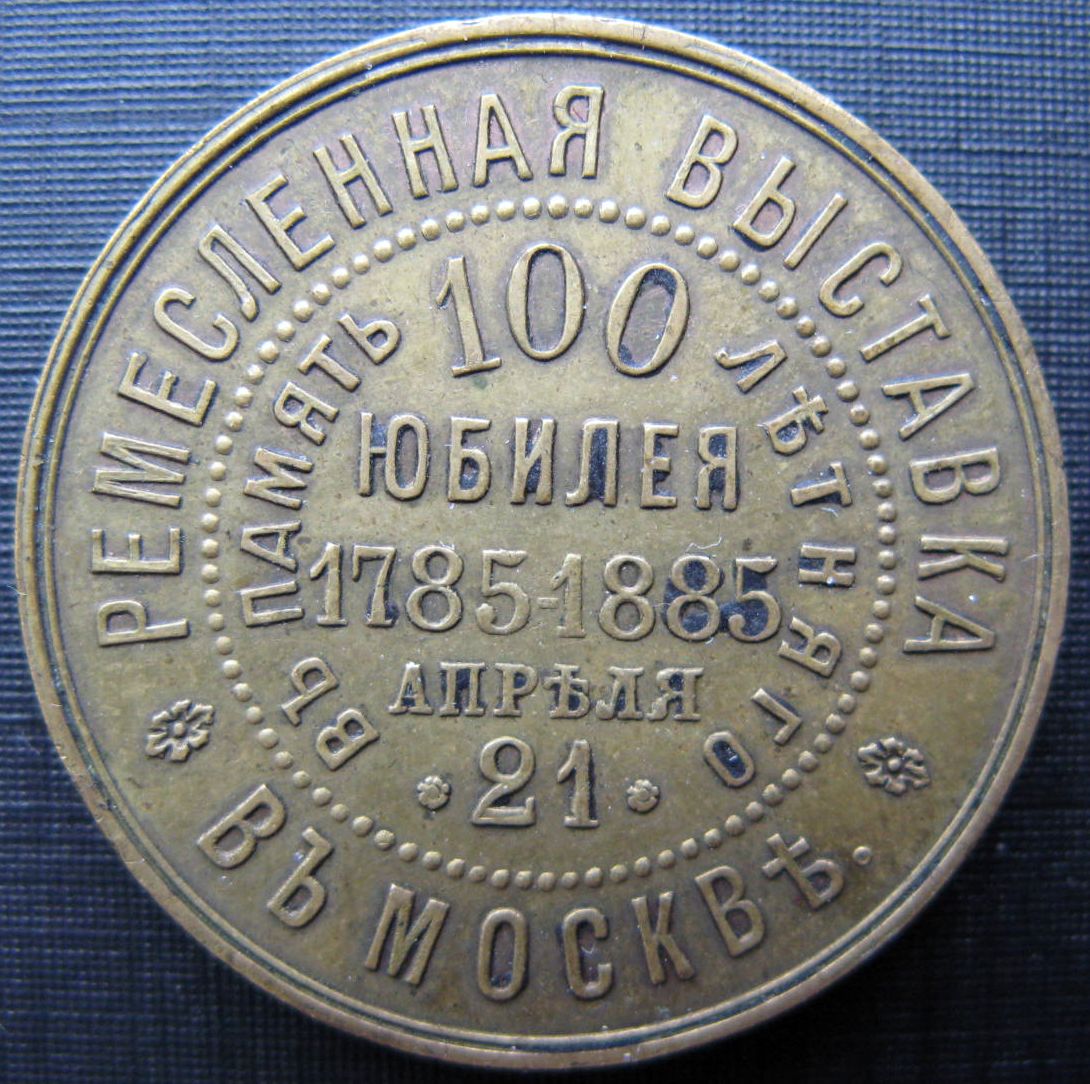 РЕМЕСЛЕННАЯ ВЫСТАВКА
ВЪ МОСКВѢ.
ВЪ ПАМЯТЬ
100
ЛѢТНЯГО
ЮБИЛЕЯ
1785-1885
АПРѢЛЯ
21